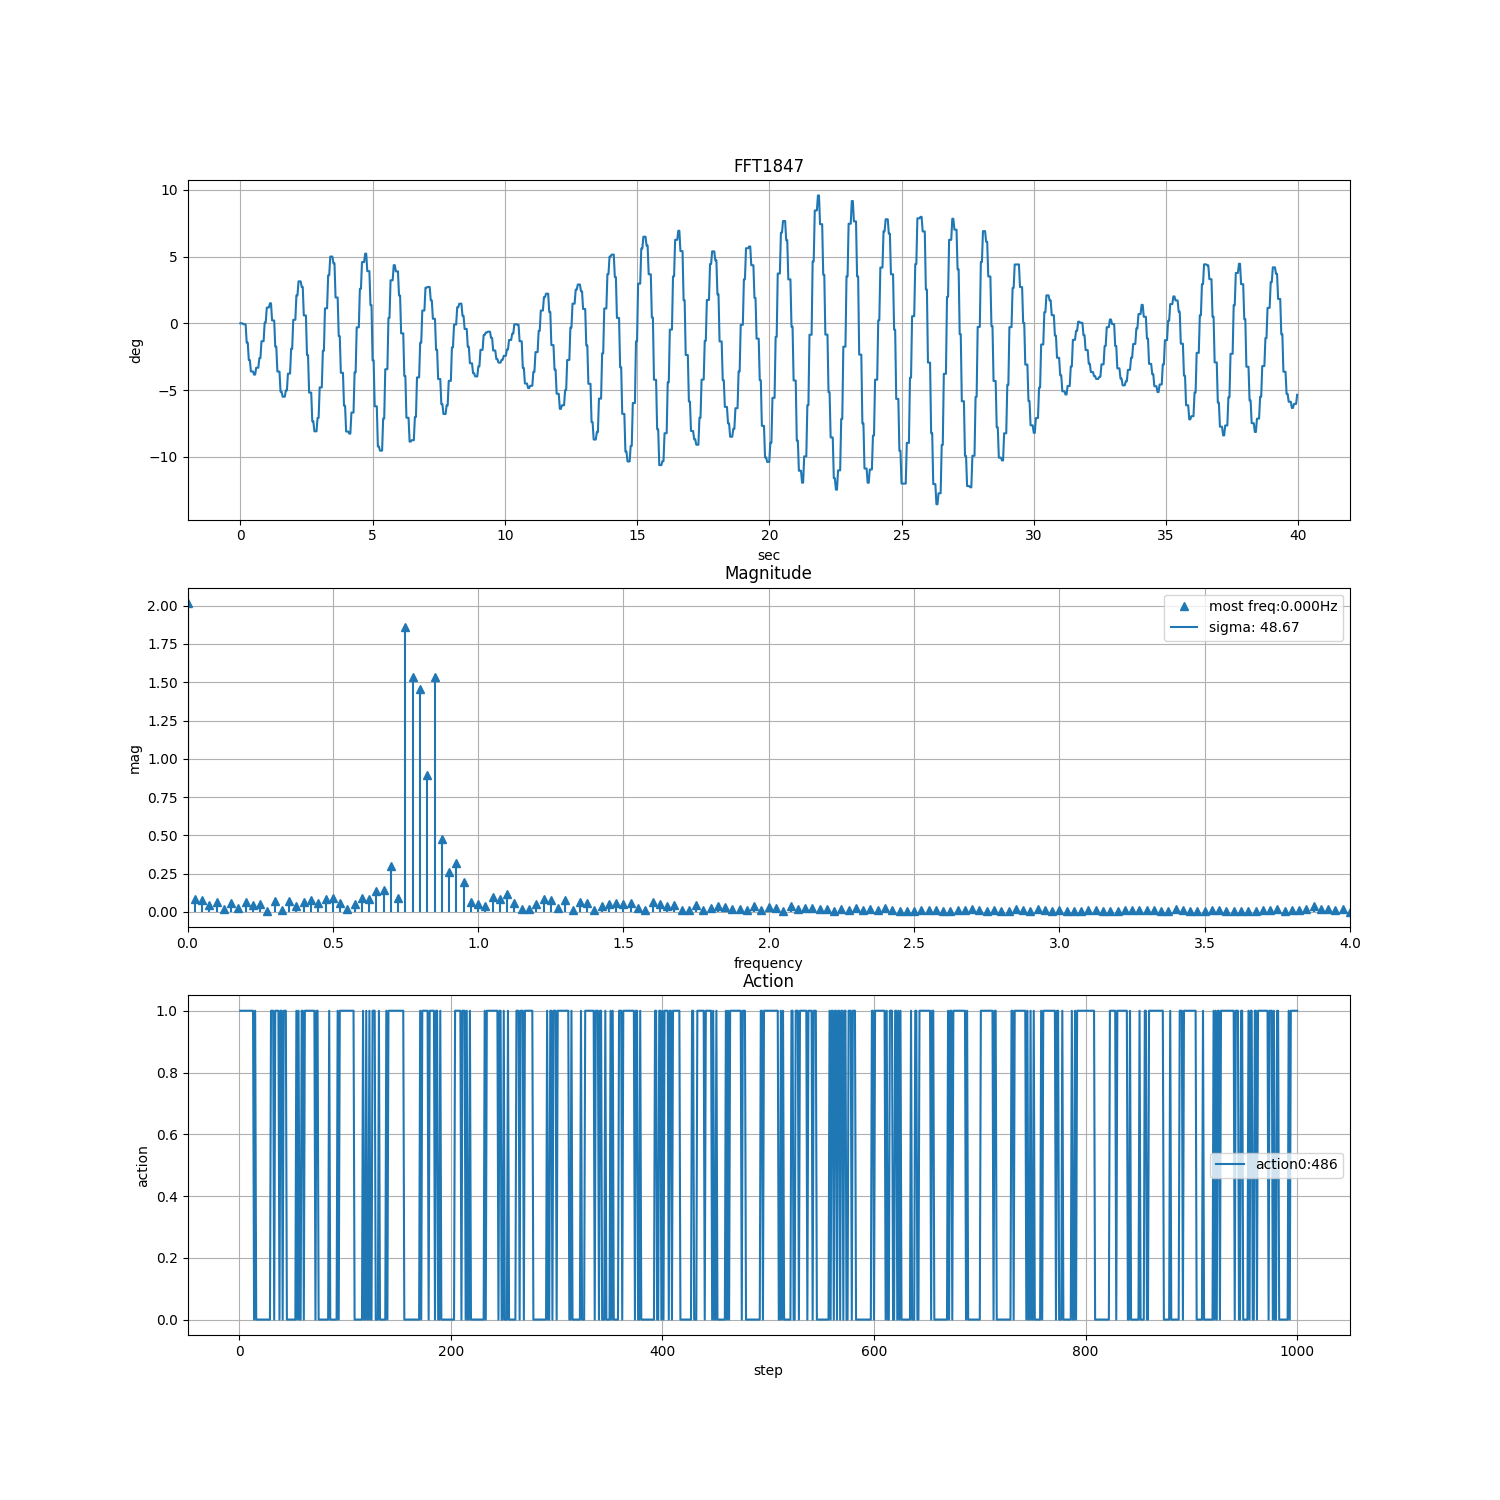 FFT1847
10
5
0
−5
−10
deg
0 5 10 15 20 25 30 35 40
sec
Magnitude
2.00
1.75
1.50
1.25
1.00
0.75
0.50
0.25
0.00
mag
most freq:0.000Hz
sigma: 48.67
0.0 0.5 1.0 1.5 2.0 2.5 3.0 3.5 4.0
frequency
Action
1.0
0.8
0.6
0.4
0.2
0.0
action
action0:486
0 200 400 600 800 1000
step